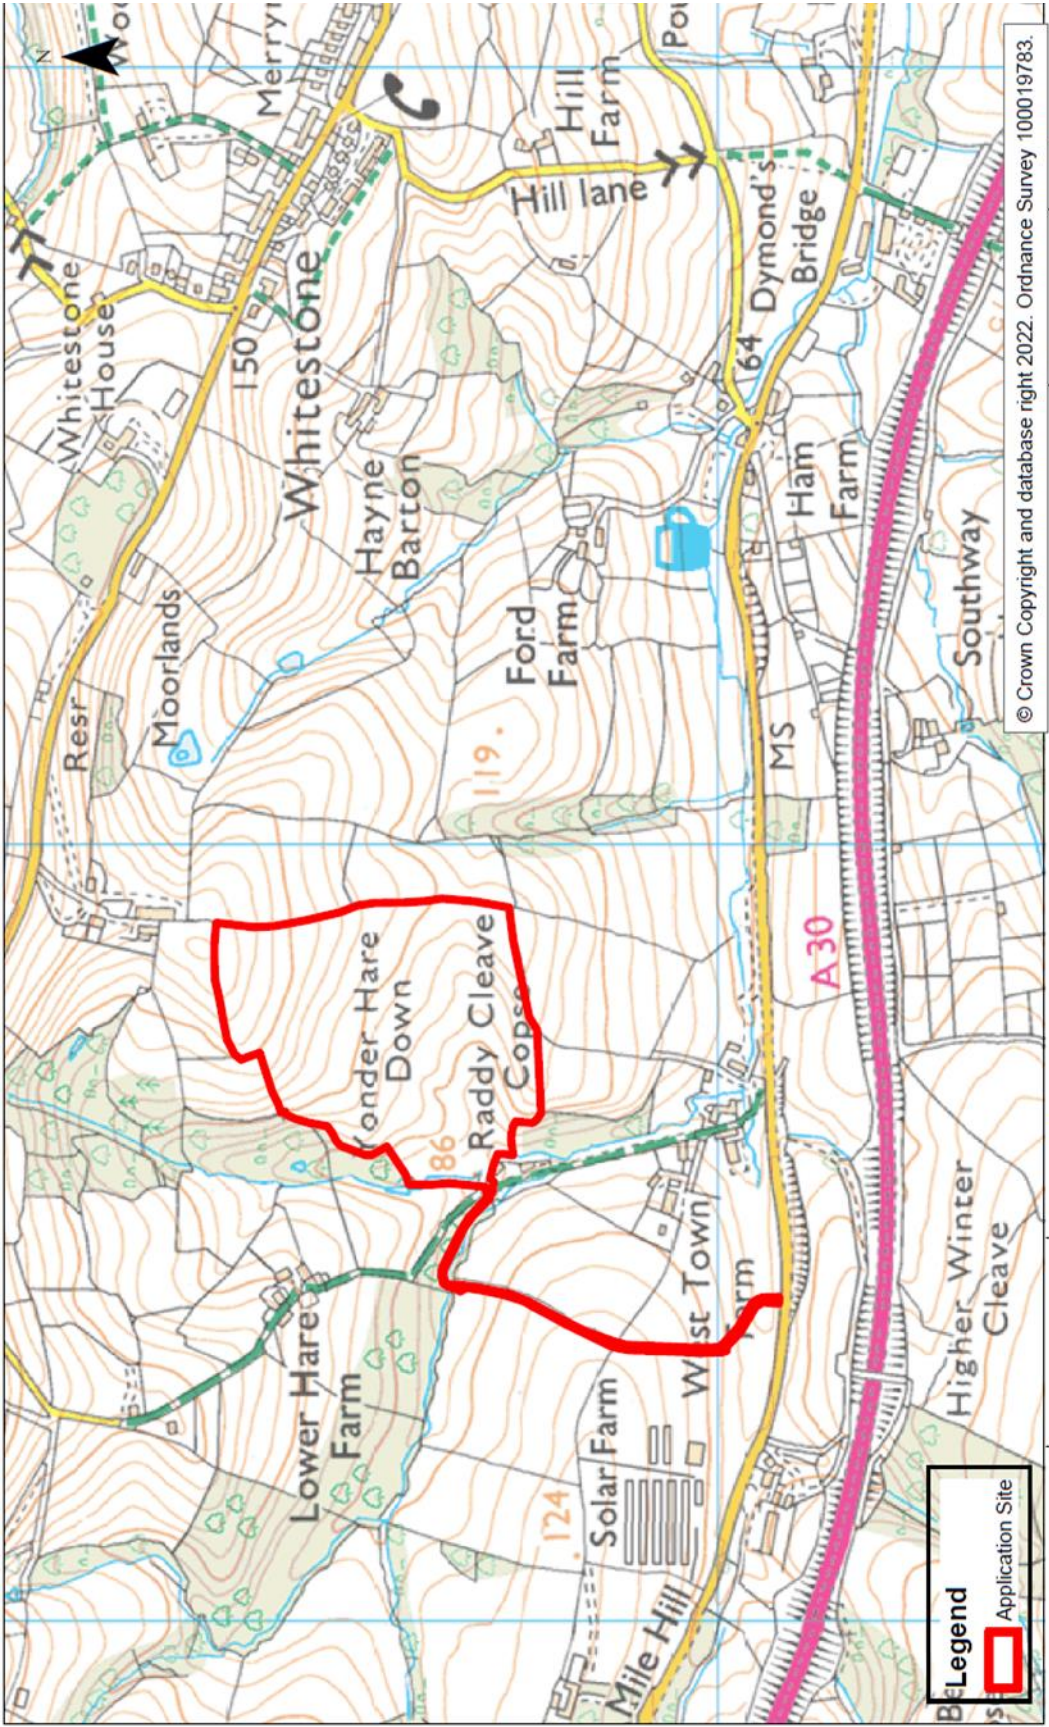 N
Whitestone
House
Merry
Resr
Moorlands
150
Whitestone
Hayne
Barton
Hill
Farm
Hill lane
Lower Hare
Farm
Yonder Hare
Down
86
Raddy Cleave
Copse
119
Ford
Farm
64
Dymond's
Bridge
124
Solar Farm
West Town
Farm
MS
Ham
Farm
Mile Hill
A 30
Higher Winter
Cleave
Southway
Legend
Application Site
© Crown Copyright and database right 2022. Ordnance Survey 100019783.